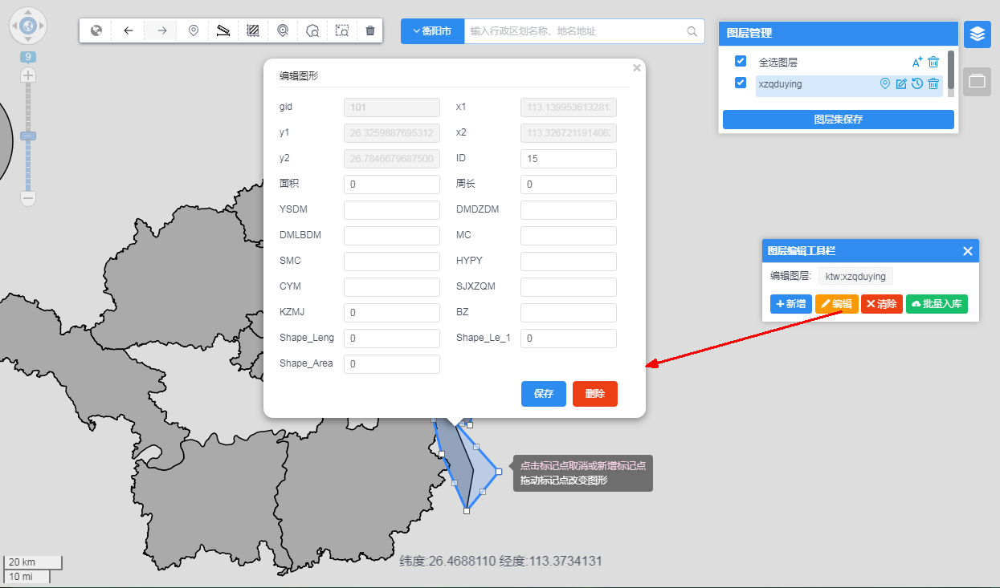 9
衡阳市
输入行政区划名称、地名地址
图层管理
全选图层
xzqduying
图层集保存
编辑图形
gid 101 x1 113.13995361328
y1 26.3259887695312 x2 113.32672119140
y2 26.7846679687500 ID 15
面积 0 周长 0
YSDM DMDZDM
DMLBDM MC
SMC HYPY
CYM SJXZQM
KZMJ 0 BZ
Shape_Leng 0 Shape_Le_1 0
Shape_Area 0
保存 删除
图层编辑工具栏
编辑图层: ktw:xzqduying
新增 编辑 清除 批量入库
点击标记点取消或新增标记点
拖动标记点改变图形
纬度:26.4688110 经度:113.3734131
20 km
10 mi